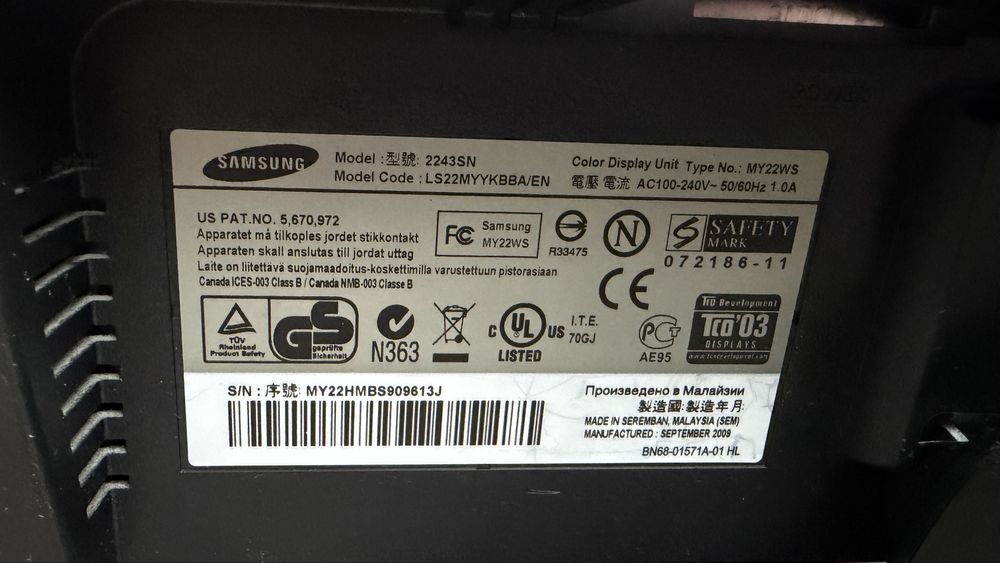 SAMSUNG
Model : 型號: 2243SN
Model Code : LS22MYYKBBA/EN
Color Display Unit Type No.: MY22WS
電壓 電流 AC100-240V~ 50/60Hz 1.0A
US PAT.NO. 5,670,972
Apparatet må tilkoples jordet stikkontakt
Apparaten skall anslutas till jordat uttag
Laite on liitettävä suojamaadoitus-koskettimilla varustettuun pistorasiaan
Canada ICES-003 Class B / Canada NMB-003 Classe B
FC Samsung
MY22WS
R33475
N
S SAFETY
MARK
072186-11
CE
TÜV
Rheinland
Product Safety
GS
geprüfte
Sicherheit
N363
C UL US
LISTED
I.T.E.
70GJ
PCT
AE95
TCO Development
TCO'03
DISPLAYS
www.tcodevelopment.com
S/N : 序號: MY22HMBS909613J
Произведено в Малайзии
製造國: 製造年月:
MADE IN SEREMBAN, MALAYSIA (SEM)
MANUFACTURED : SEPTEMBER 2009
BN68-01571A-01 HL
POWER